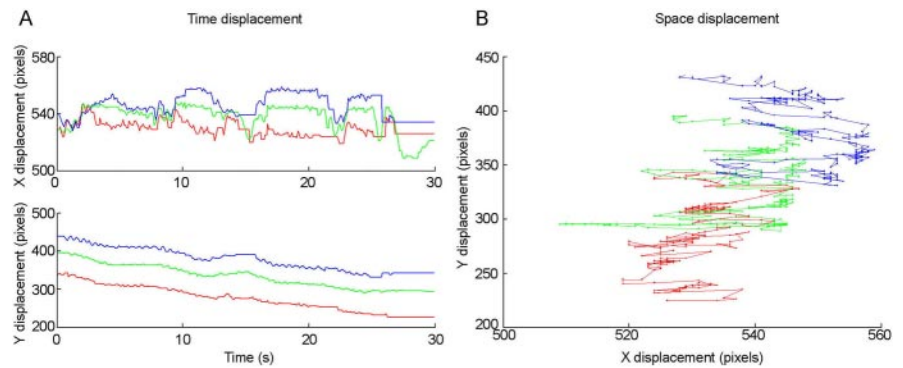 A
Time displacement
X displacement (pixels)
580
540
500
0
10
20
30
Y displacement (pixels)
500
400
300
200
0
10
20
30
Time (s)
B
Space displacement
Y displacement (pixels)
450
400
350
300
250
200
500
520
540
560
X displacement (pixels)